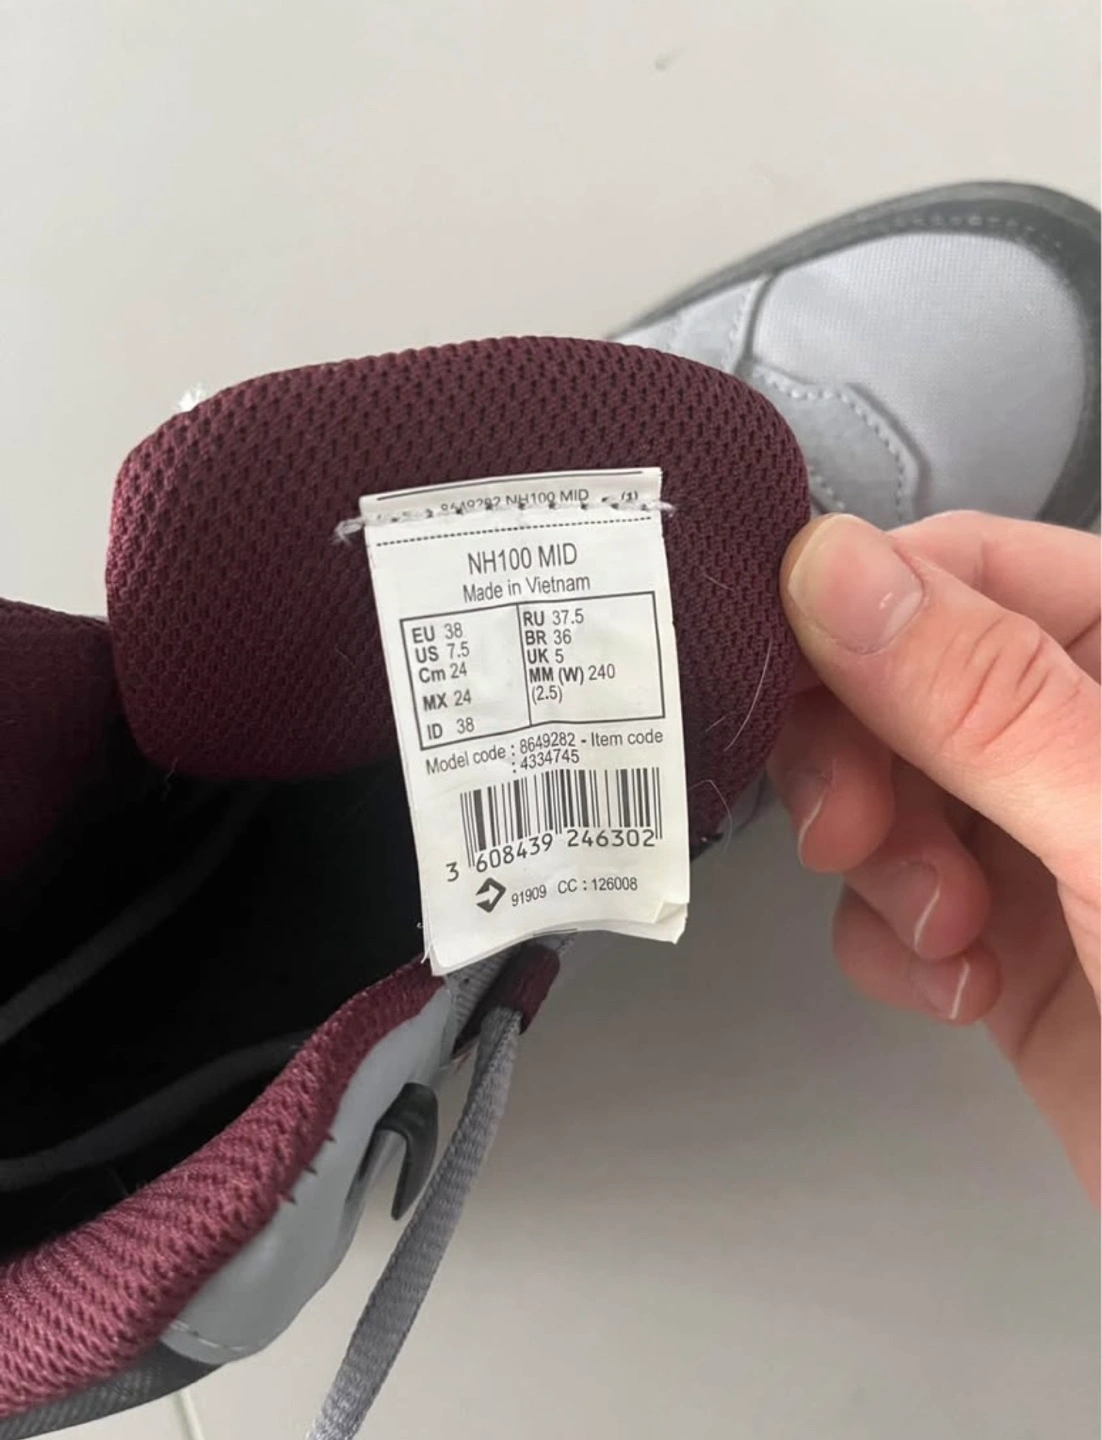 8649282 NH100 MID (1)
NH100 MID
Made in Vietnam
EU 38
US 7.5
Cm 24
MX 24
ID 38
RU 37.5
BR 36
UK 5
MM (W) 240
(2.5)
Model code : 8649282 - Item code
: 4334745
3 608439 246302
91909 CC : 126008